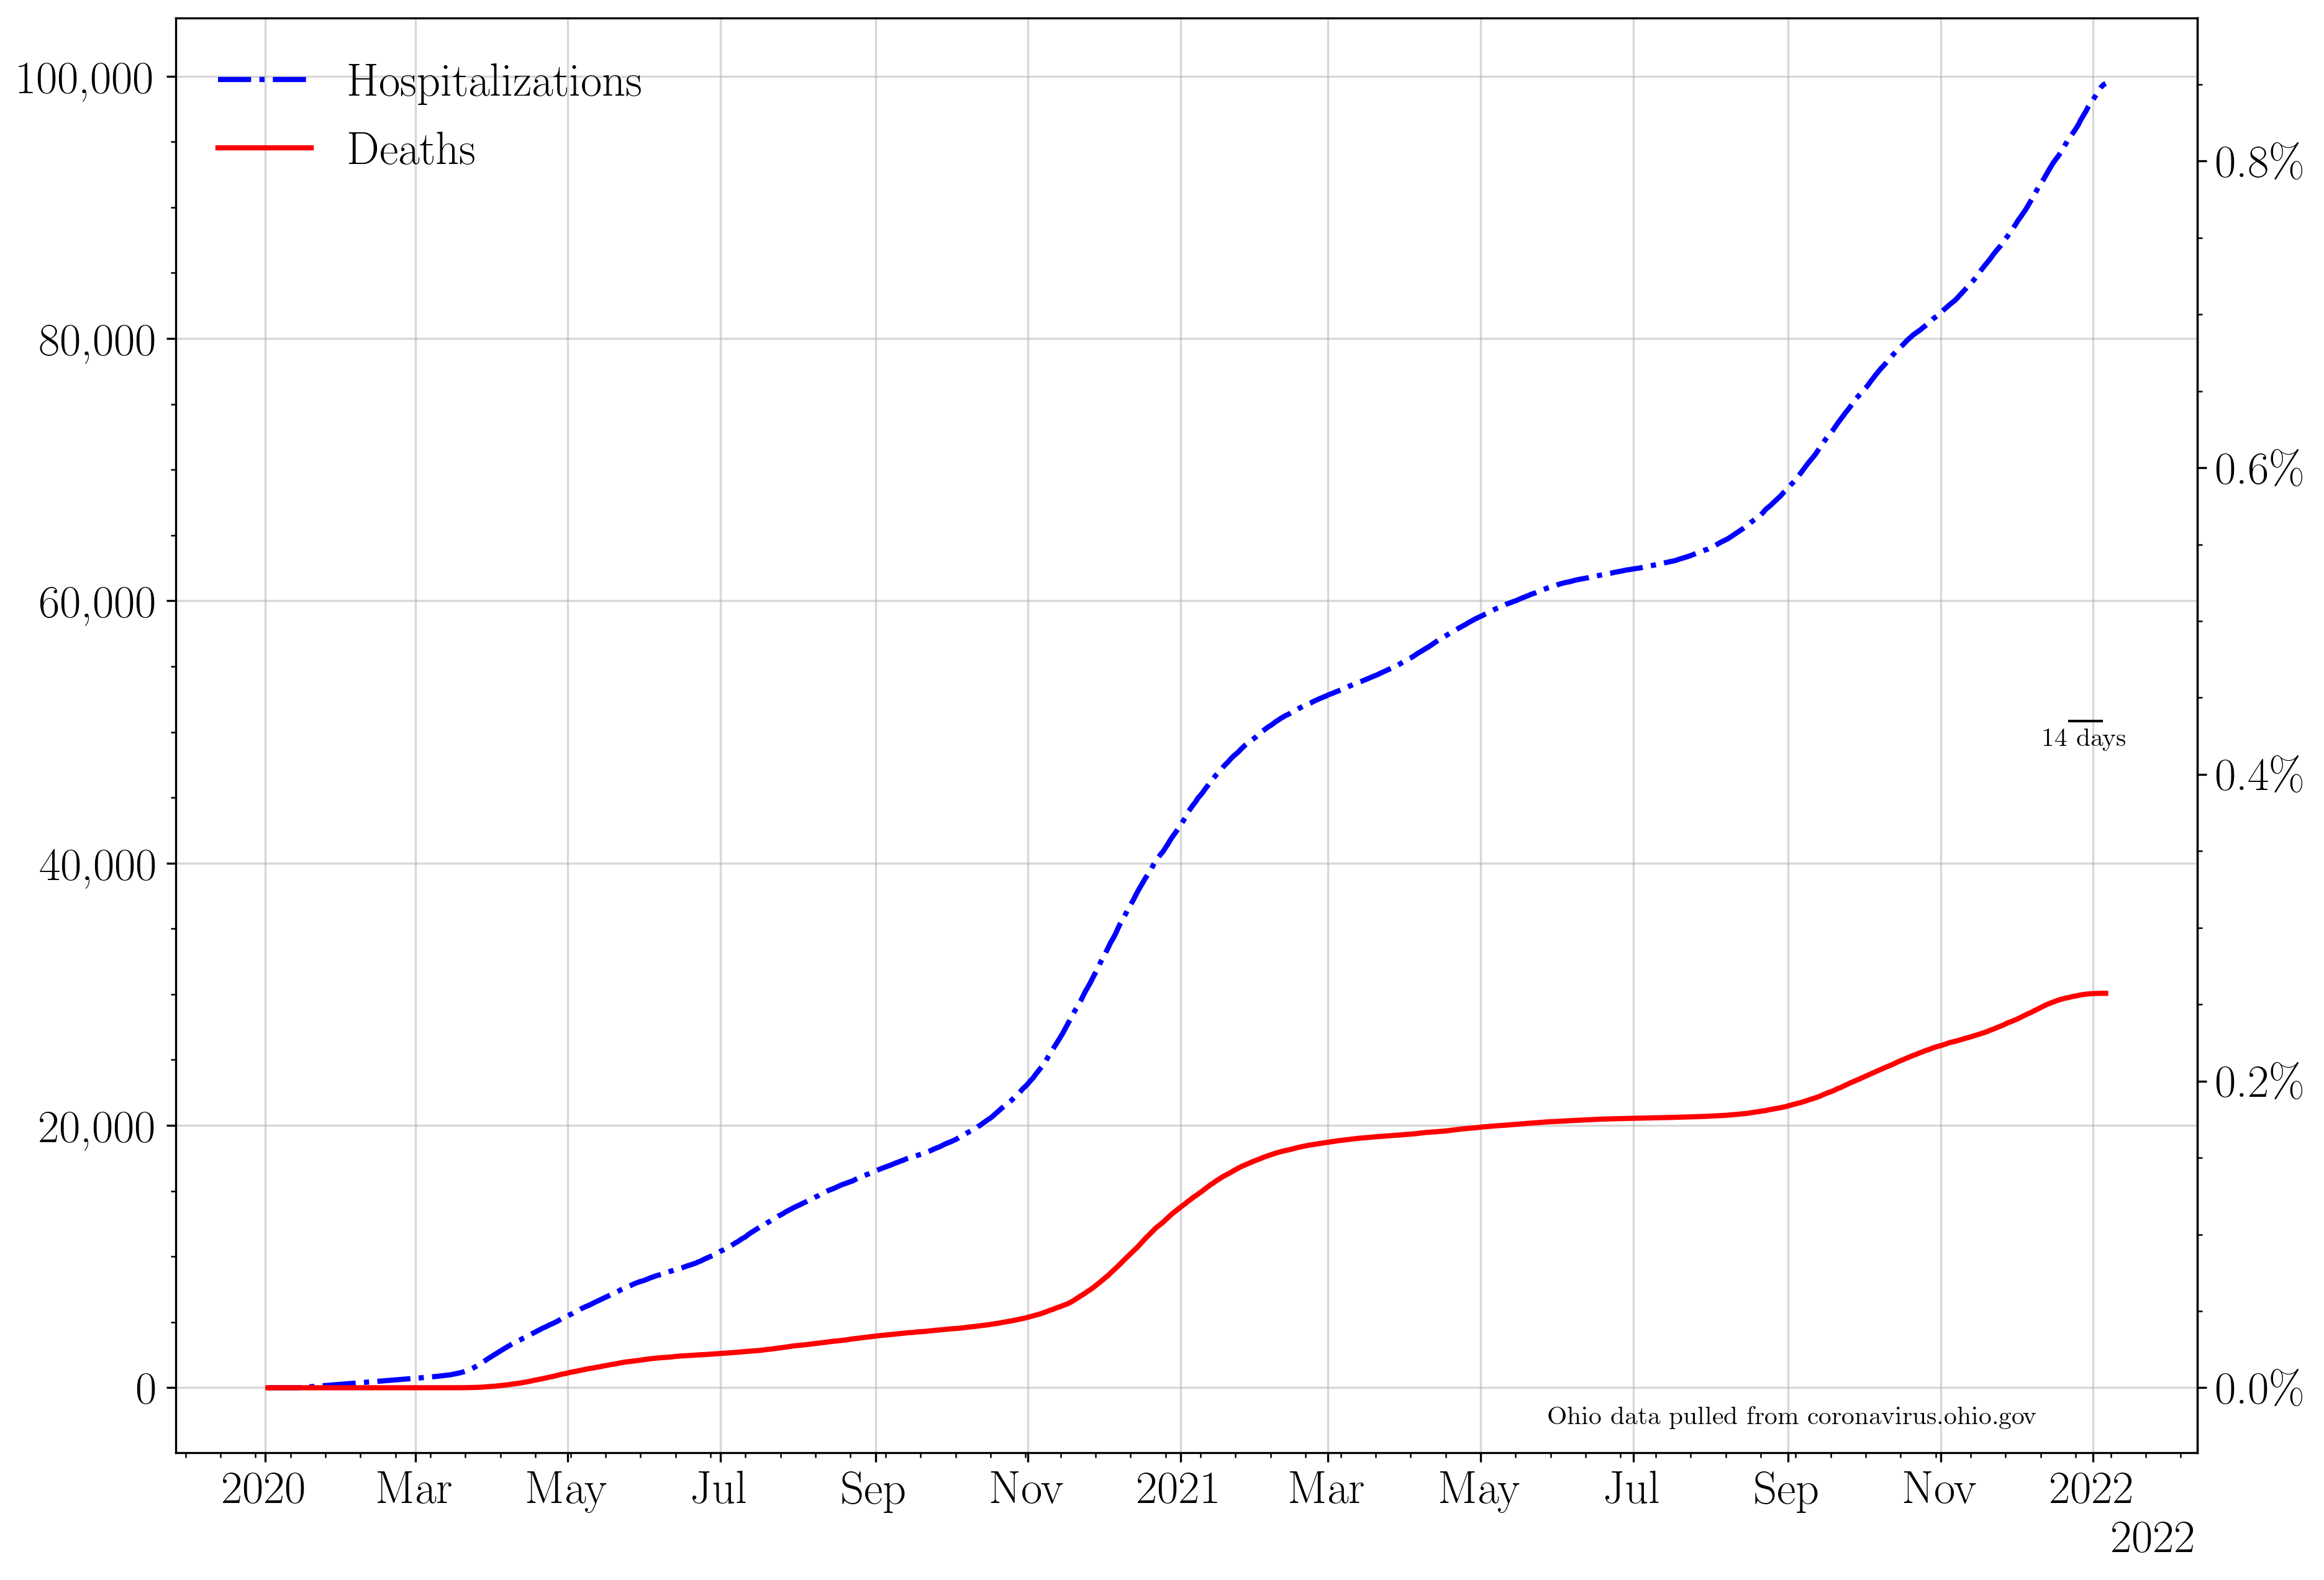 Hospitalizations
Deaths
100,000
80,000
60,000
40,000
20,000
0
0.8%
0.6%
0.4%
0.2%
0.0%
14 days
Ohio data pulled from coronavirus.ohio.gov
2020 Mar May Jul Sep Nov 2021 Mar May Jul Sep Nov 2022
2022